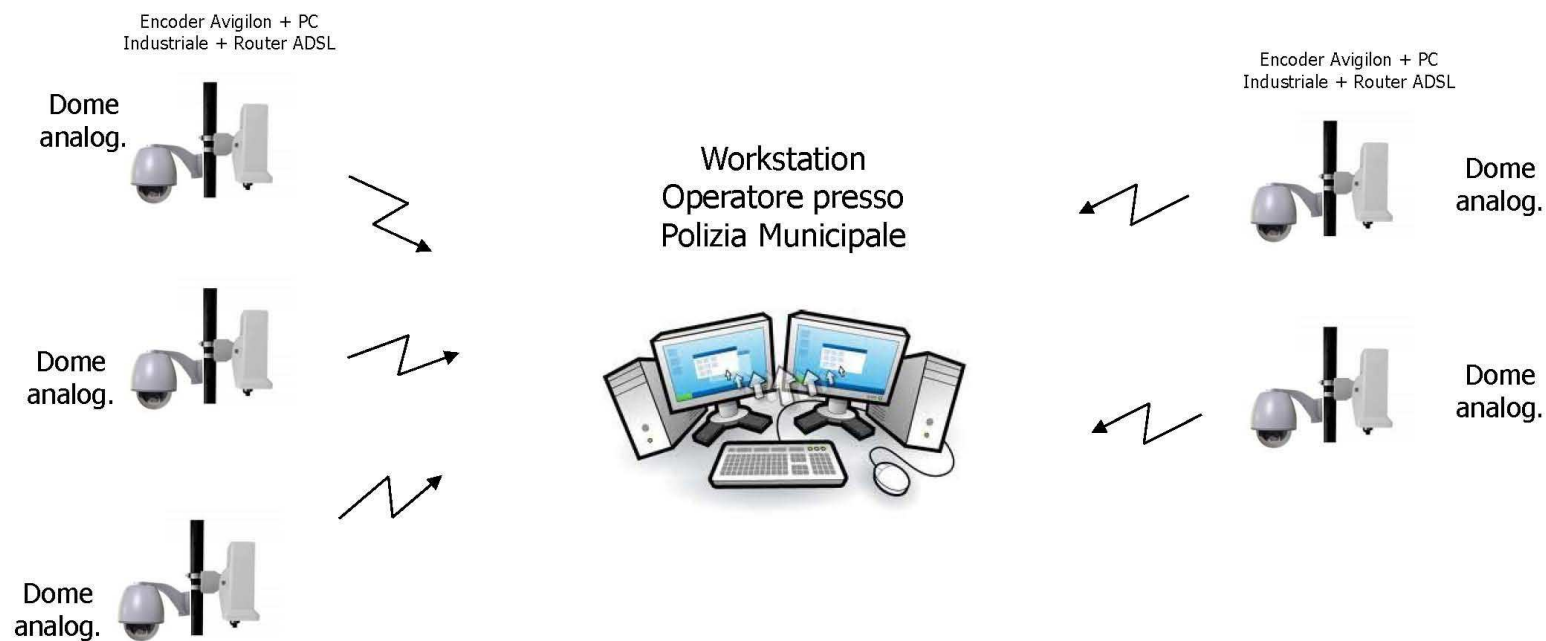 Encoder Avigilon + PC
Industriale + Router ADSL
Dome
analog.
Encoder Avigilon + PC
Industriale + Router ADSL
Workstation
Operatore presso
Polizia Municipale
Dome
analog.
Dome
analog.
Dome
analog.
Dome
analog.